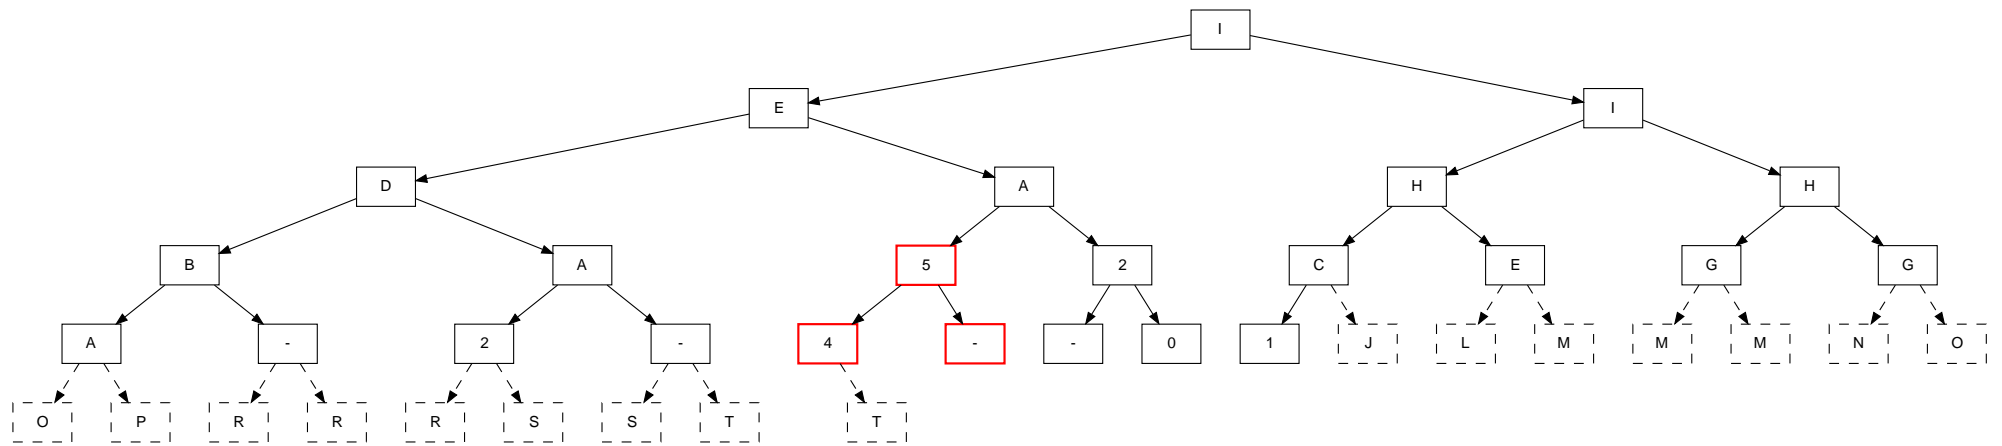 I
E I
D A H H
B A 5 2 C E G G
A - 2 - 4 - - 0 1 J L M M M N O
O P R R R S S T T